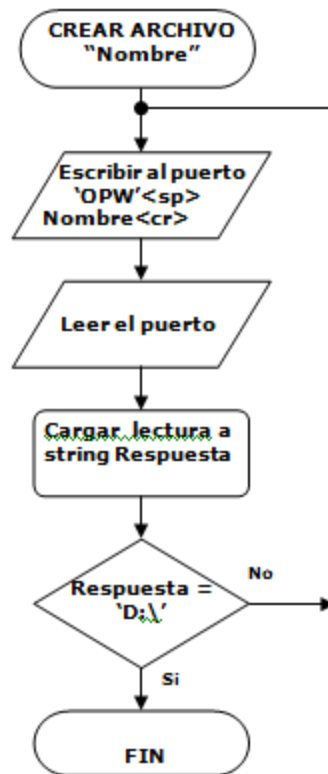 CREAR ARCHIVO
“Nombre”
Escribir al puerto
‘OPW’<sp>
Nombre<cr>
Leer el puerto
Cargar lectura a
string Respuesta
Respuesta =
‘D:\’
No
Si
FIN